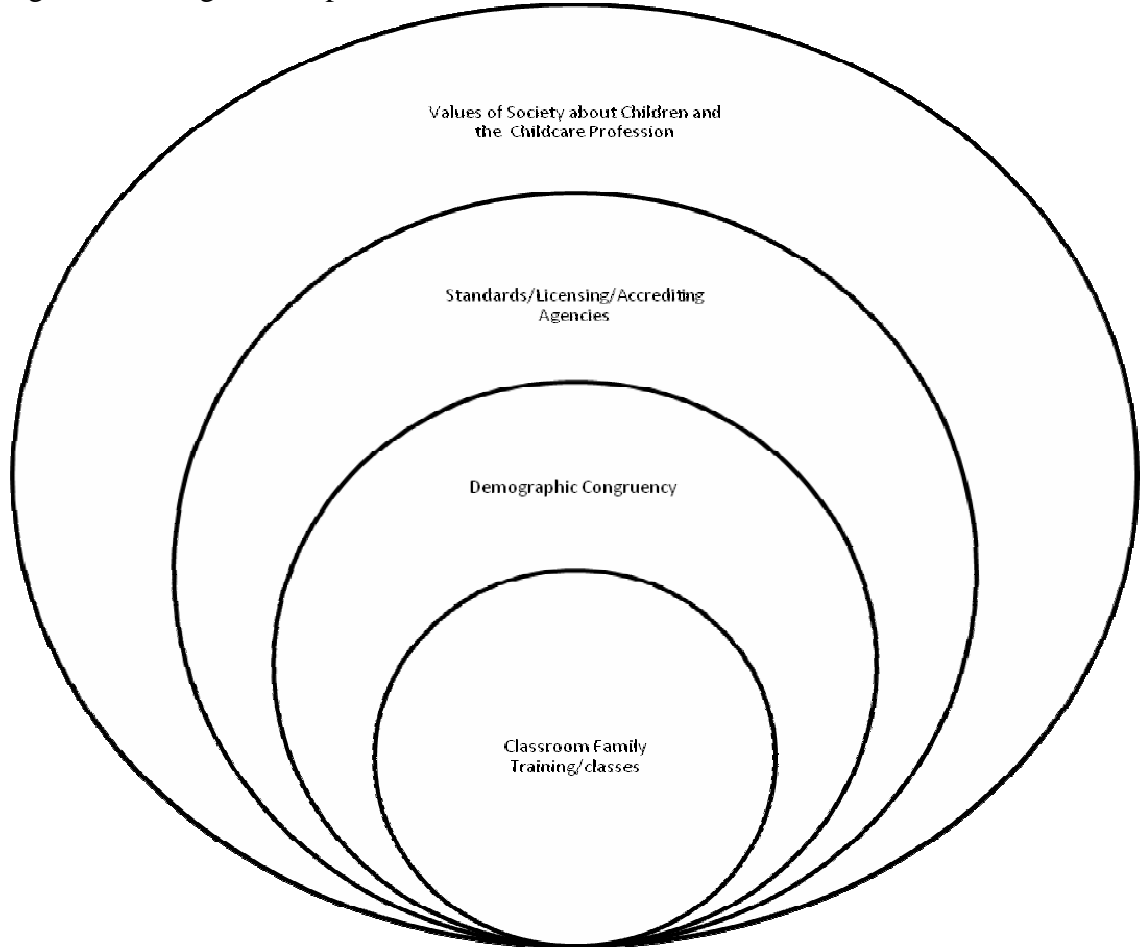 Values of Society about Children and
the Childcare Profession
Standards/Licensing/Accrediting
Agencies
Demographic Congruency
Classroom Family
Training/classes